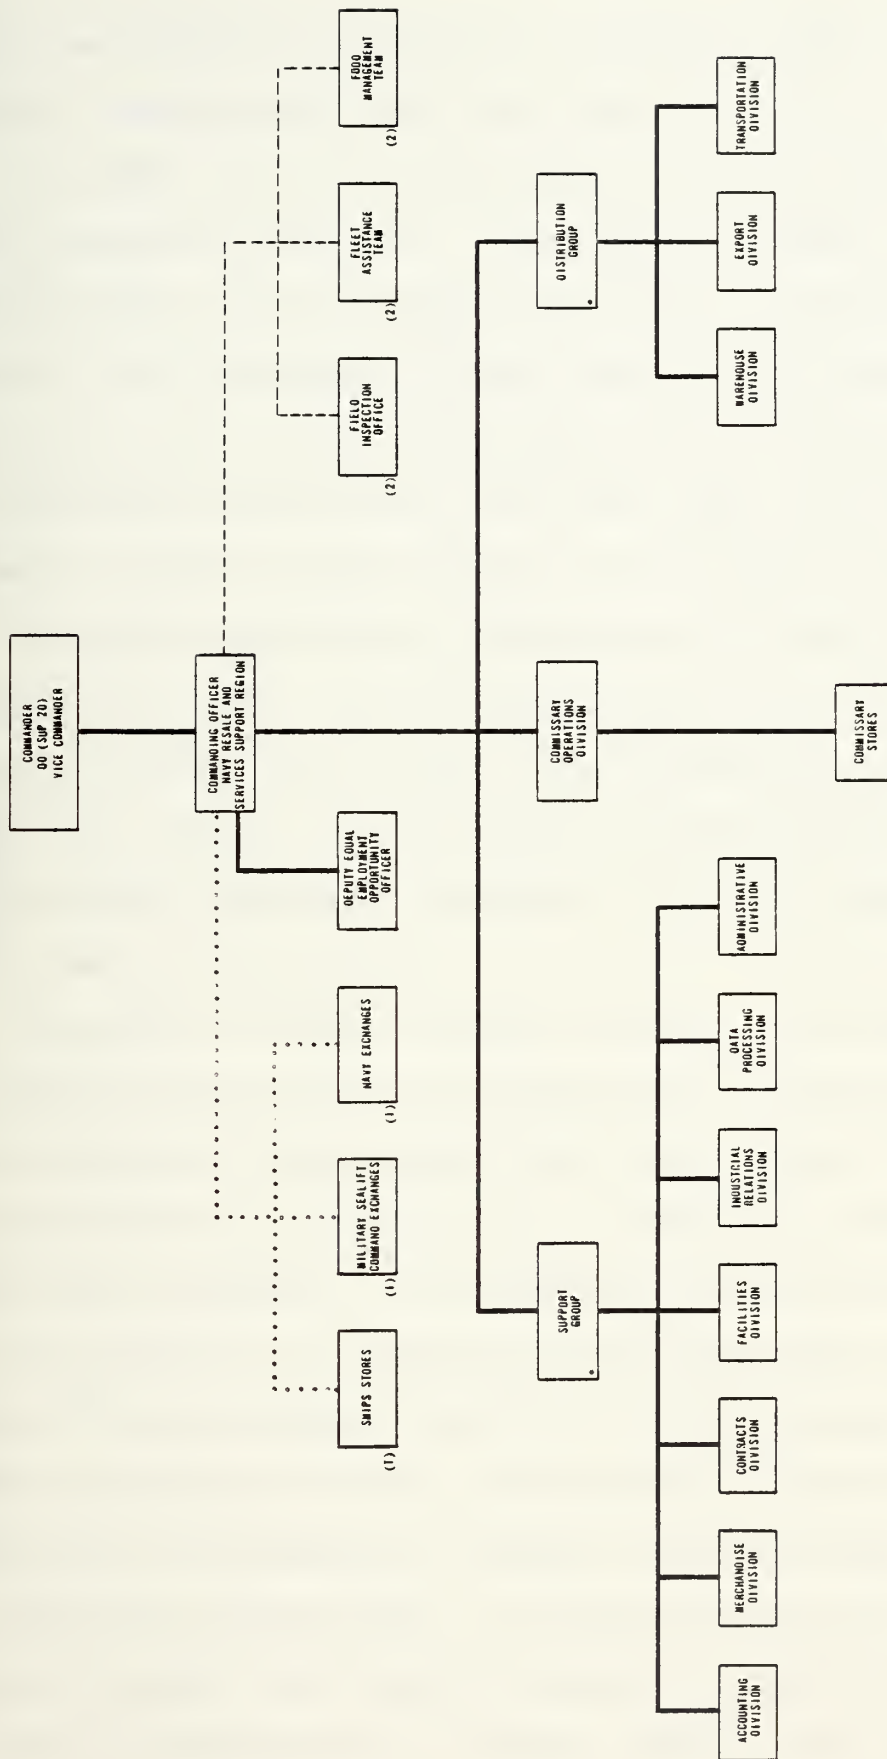 COMMANDER
00 (SUP 20)
VICE COMMANDER
COMMANDING OFFICER
NAVY RESALE AND
SERVICES SUPPORT REGION
SHIPS STORES
(1)
MILITARY SEALIFT
COMMAND EXCHANGES
(1)
NAVY EXCHANGES
(1)
DEPUTY EQUAL
EMPLOYMENT
OPPORTUNITY
OFFICER
FIELD
INSPECTION
OFFICE
(2)
FLEET
ASSISTANCE
TEAM
(2)
FOOD
MANAGEMENT
TEAM
(2)
SUPPORT
GROUP
*
COMMISSARY
OPERATIONS
DIVISION
DISTRIBUTION
GROUP
*
ACCOUNTING
DIVISION
MERCHANDISE
DIVISION
CONTRACTS
DIVISION
FACILITIES
DIVISION
INDUSTRIAL
RELATIONS
DIVISION
DATA
PROCESSING
DIVISION
ADMINISTRATIVE
DIVISION
WAREHOUSE
DIVISION
EXPORT
DIVISION
TRANSPORTATION
DIVISION
COMMISSARY
STORES